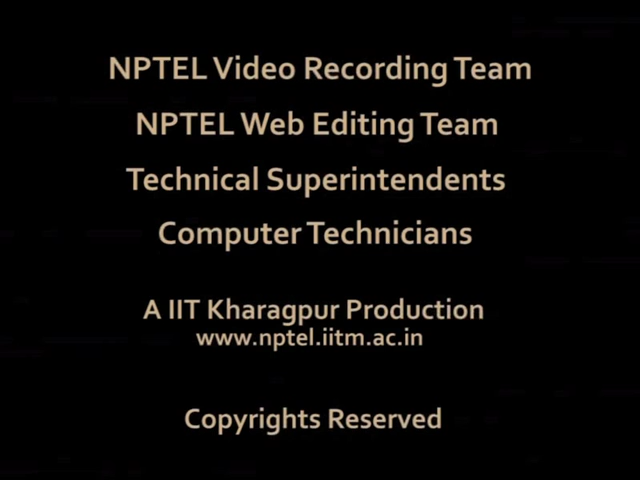 NPTEL Video Recording Team
NPTEL Web Editing Team
Technical Superintendents
Computer Technicians
A IIT Kharagpur Production
www.nptel.iitm.ac.in
Copyrights Reserved